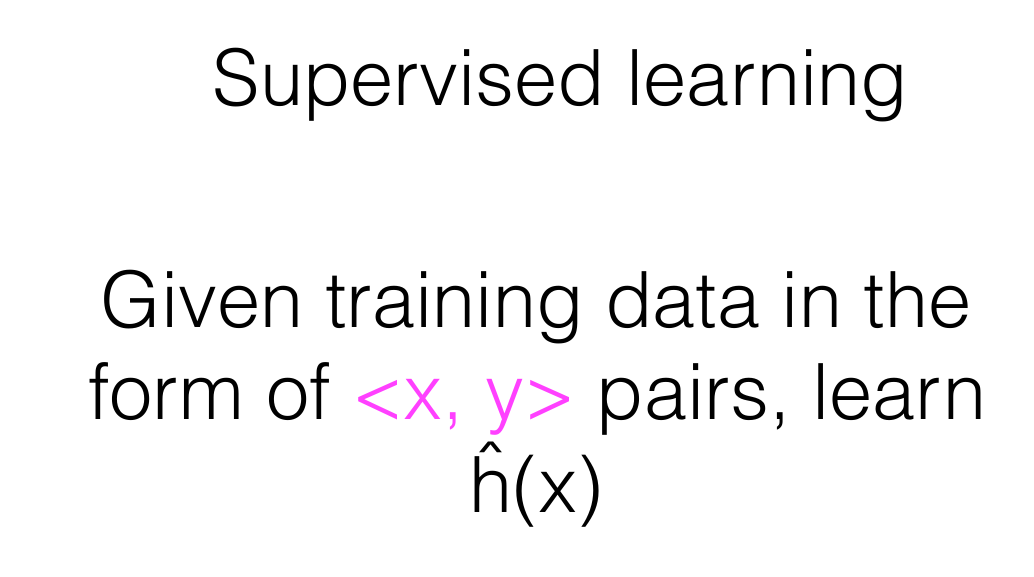 Supervised learning
Given training data in the
form of <x, y> pairs, learn
ĥ(x)